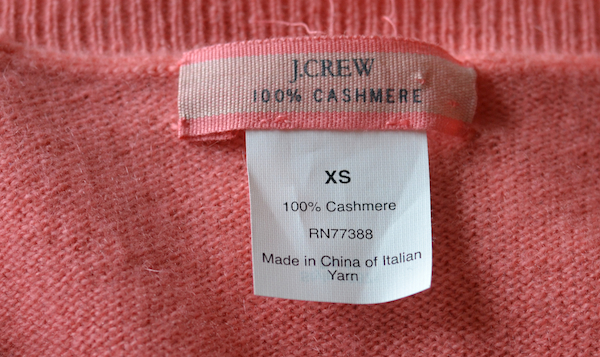 J.CREW
100% CASHMERE
XS
100% Cashmere
RN77388
Made in China of Italian
Yarn